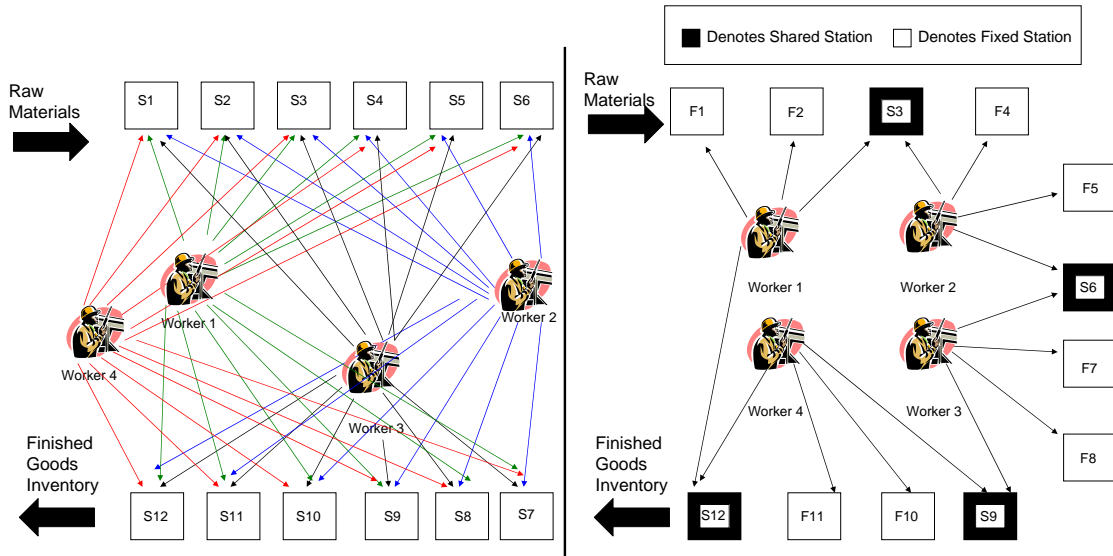 Denotes Shared Station
Denotes Fixed Station
Raw
Materials
S1
S2
S3
S4
S5
S6
Worker 1
Worker 2
Worker 4
Worker 3
Finished
Goods
Inventory
S12
S11
S10
S9
S8
S7
Raw
Materials
F1
F2
S3
F4
F5
S6
Worker 1
Worker 2
F7
Worker 4
Worker 3
F8
Finished
Goods
Inventory
S12
F11
F10
S9